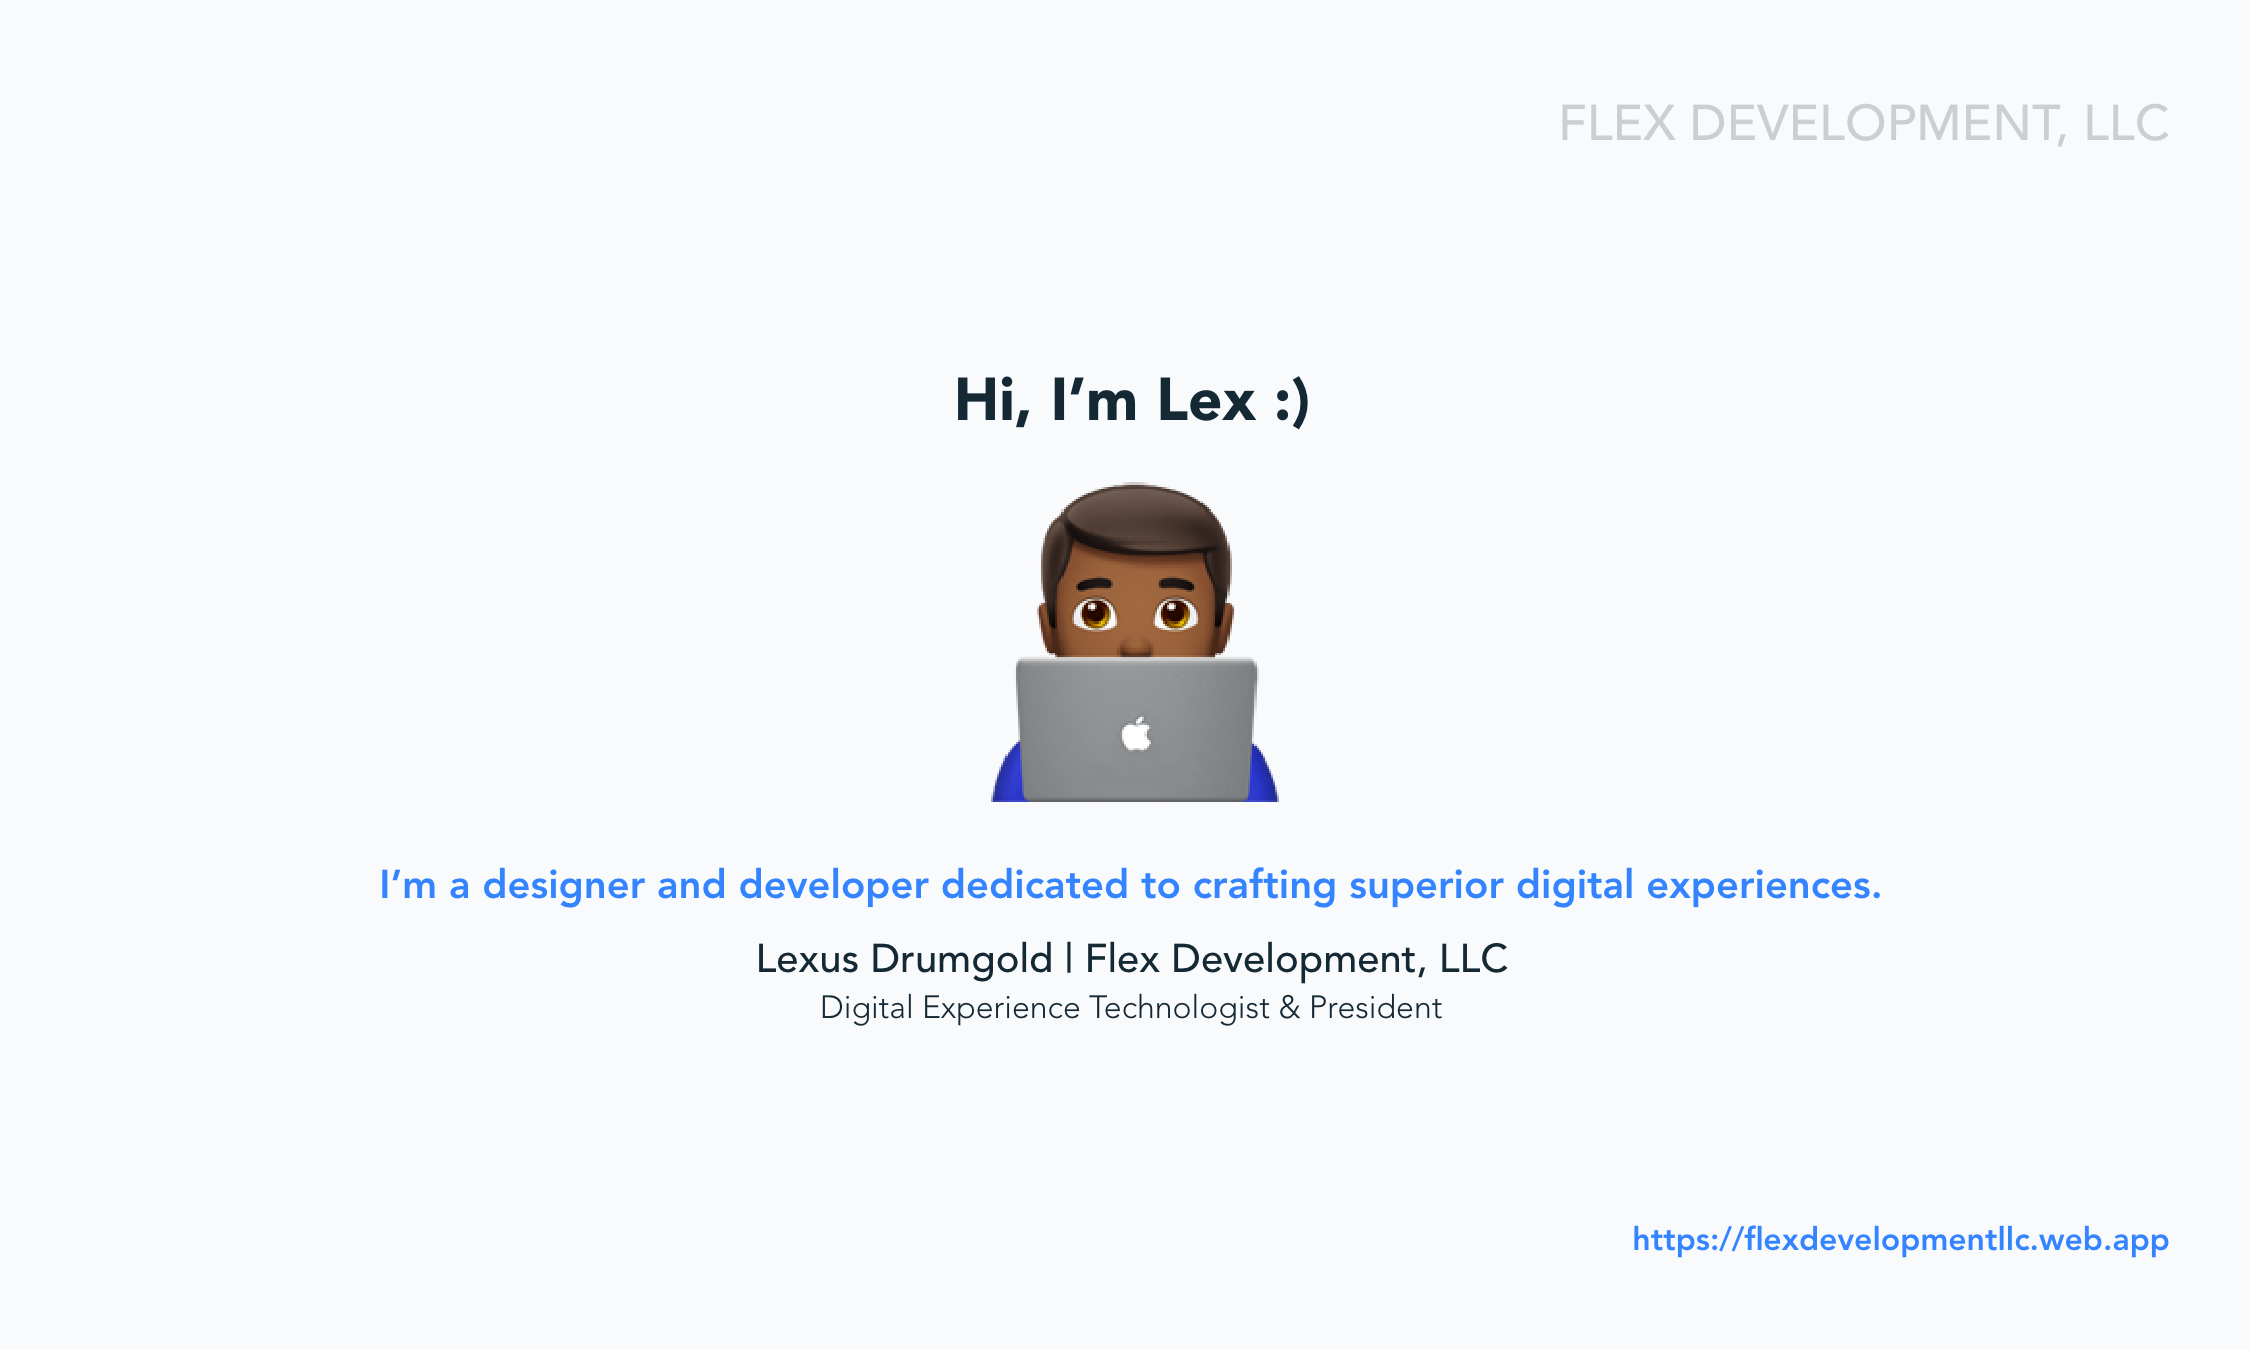 FLEX DEVELOPMENT, LLC
Hi, I’m Lex :)
I’m a designer and developer dedicated to crafting superior digital experiences.
Lexus Drumgold | Flex Development, LLC
Digital Experience Technologist & President
https://flexdevelopmentllc.web.app